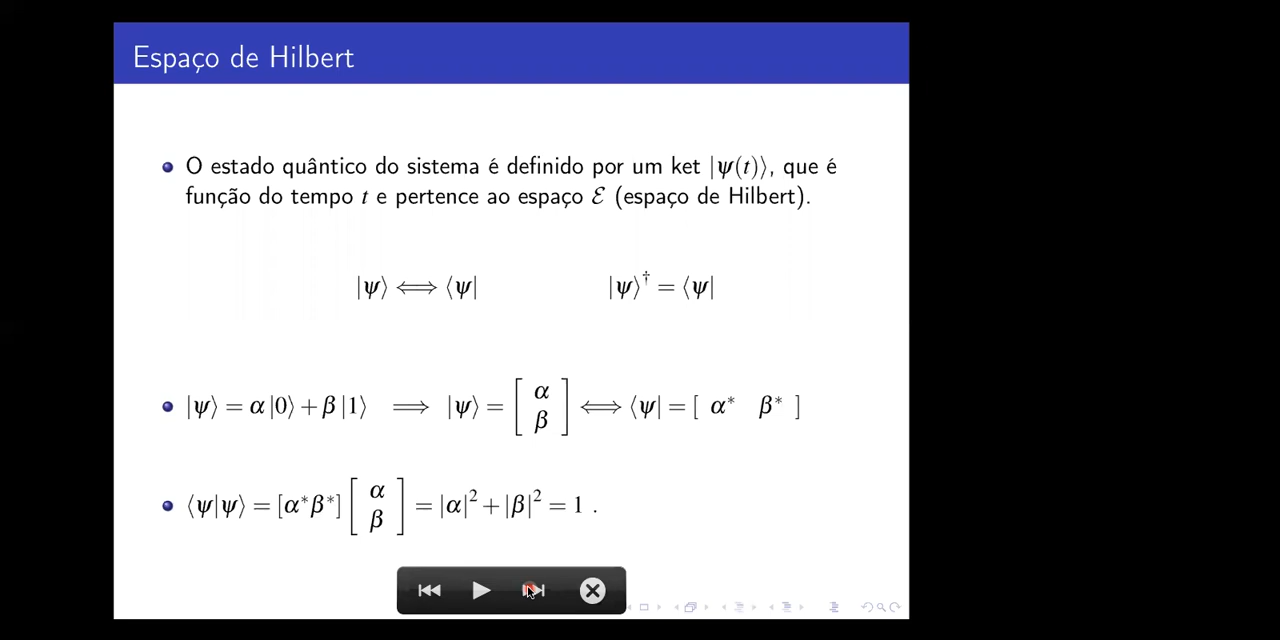 Espaço de Hilbert
O estado quântico do sistema é definido por um ket |ψ(t)⟩, que é
função do tempo t e pertence ao espaço ℰ (espaço de Hilbert).
|ψ⟩ ⟺ ⟨ψ| |ψ⟩† = ⟨ψ|
|ψ⟩ = α|0⟩ + β|1⟩ ⟹ |ψ⟩ = [ α β ] ⟺ ⟨ψ| = [ α* β* ]
⟨ψ|ψ⟩ = [α*β*] [ α β ] = |α|² + |β|² = 1 .